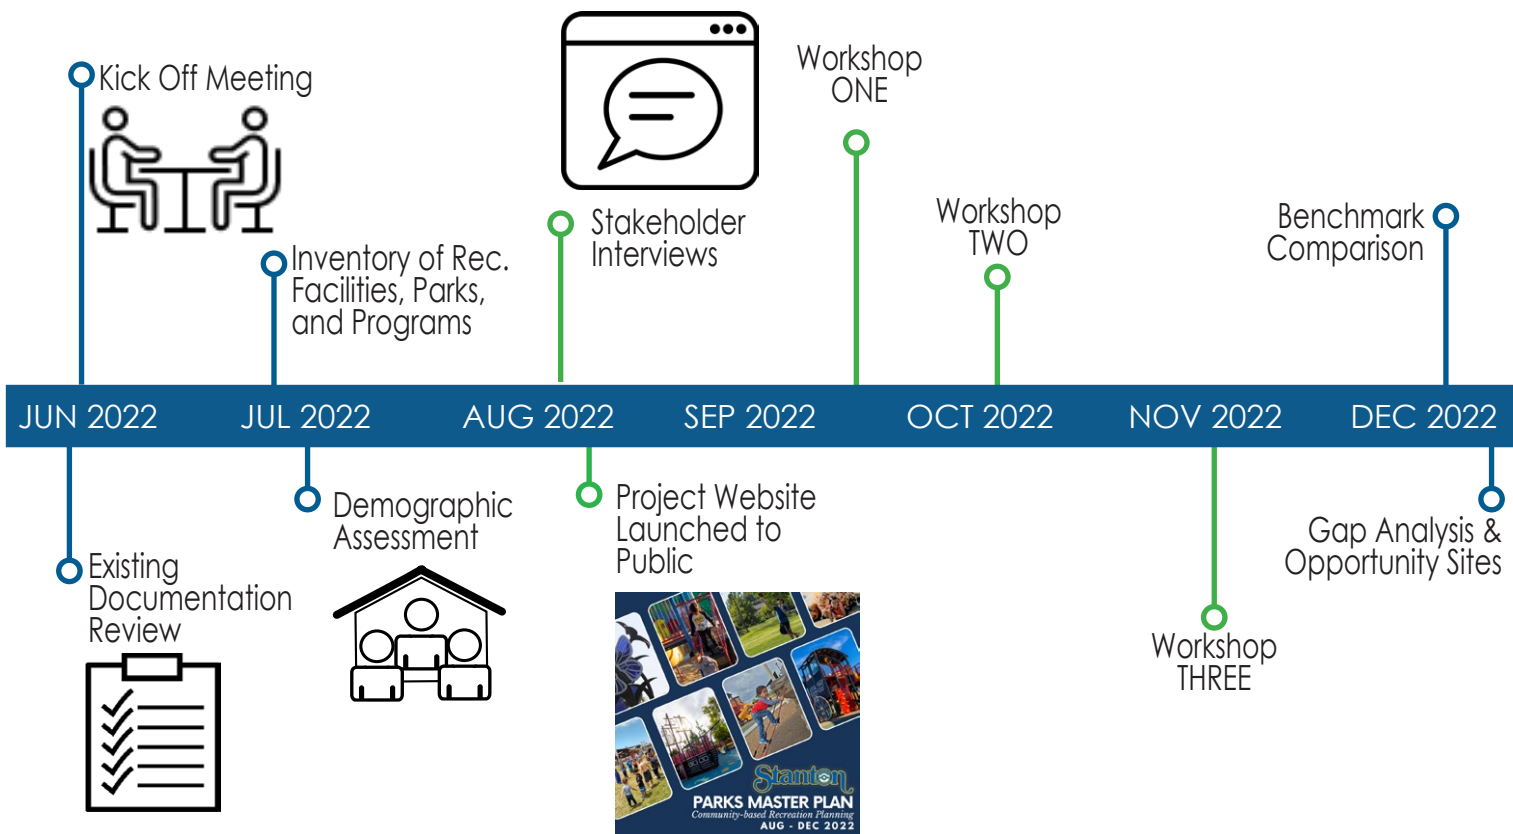 Kick Off Meeting
Inventory of Rec.
Facilities, Parks,
and Programs
Stakeholder
Interviews
Workshop
ONE
Workshop
TWO
Benchmark
Comparison
JUN 2022
JUL 2022
AUG 2022
SEP 2022
OCT 2022
NOV 2022
DEC 2022
Existing
Documentation
Review
Demographic
Assessment
Project Website
Launched to
Public
Stanton
PARKS MASTER PLAN
Community-based Recreation Planning
AUG - DEC 2022
Workshop
THREE
Gap Analysis &
Opportunity Sites